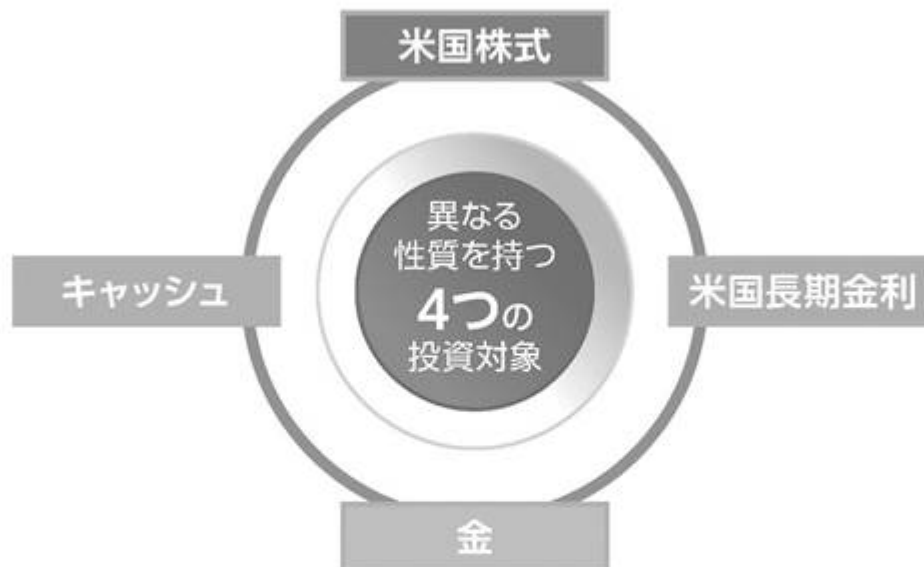 米国株式
異なる
性質を持つ
4つの
投資対象
キャッシュ
米国長期金利
金